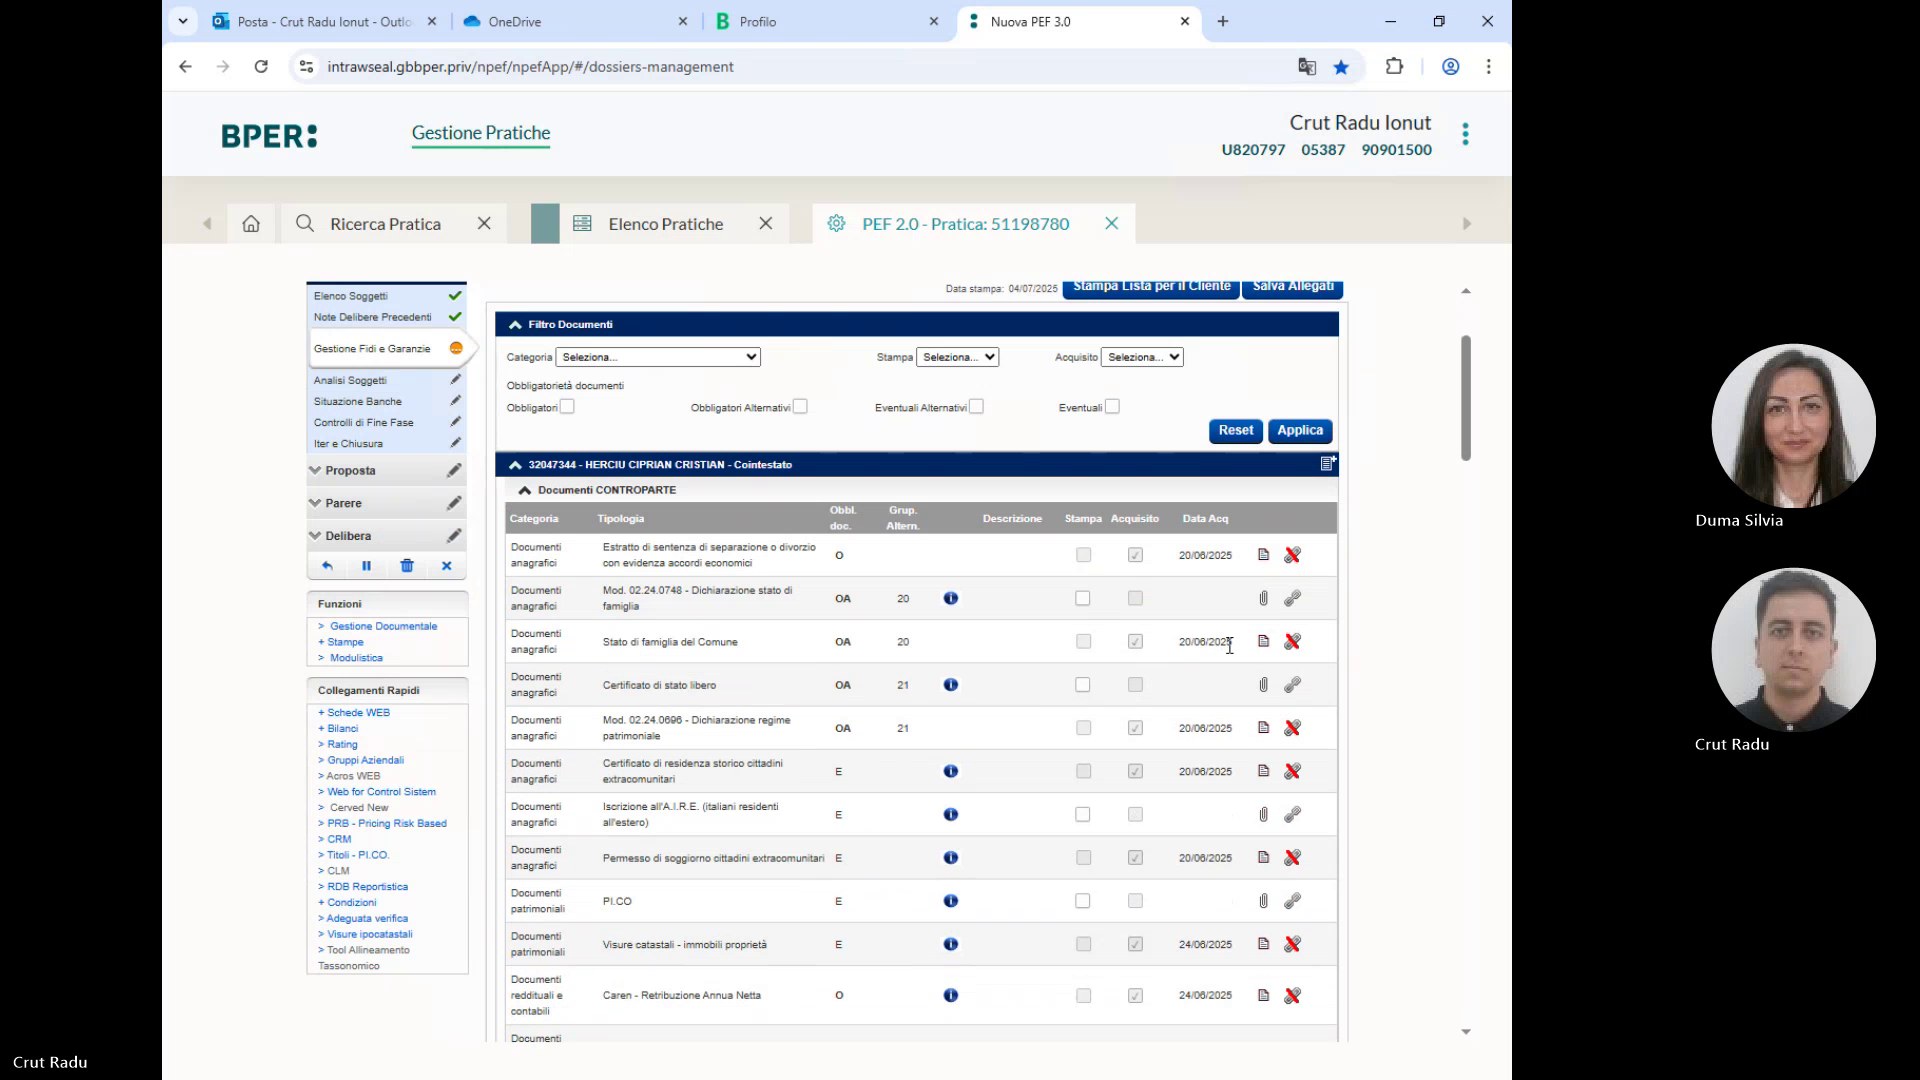 Posta - Crut Radu Ionut - Outlo
OneDrive
Profilo
Nuova PEF 3.0
intrawseal.gbbper.priv/npef/npefApp/#/dossiers-management
BPER:
Gestione Pratiche
Crut Radu Ionut
U820797 05387 90901500
Ricerca Pratica
Elenco Pratiche
PEF 2.0 - Pratica: 51198780
Elenco Soggetti
Note Delibere Precedenti
Gestione Fidi e Garanzie
Analisi Soggetti
Situazione Banche
Controlli di Fine Fase
Iter e Chiusura
Proposta
Parere
Delibera
Funzioni
> Gestione Documentale
+ Stampe
> Modulistica
Collegamenti Rapidi
+ Schede WEB
+ Bilanci
> Rating
> Gruppi Aziendali
> Acros WEB
> Web for Control Sistem
> Cerved New
> PRB - Pricing Risk Based
> CRM
> Titoli - PI.CO.
> CLM
> RDB Reportistica
+ Condizioni
> Adeguata verifica
> Visure ipocatastali
> Tool Allineamento
Tassonomico
Data stampa: 04/07/2025
Stampa Lista per il Cliente
Salva Allegati
Filtro Documenti
Categoria Seleziona...
Stampa Seleziona...
Acquisito Seleziona...
Obbligatorietà documenti
Obbligatori
Obbligatori Alternativi
Eventuali Alternativi
Eventuali
Reset
Applica
32047344 - HERCIU CIPRIAN CRISTIAN - Cointestato
Documenti CONTROPARTE
Categoria Tipologia Obbl. doc. Grup. Altern. Descrizione Stampa Acquisito Data Acq
Documenti anagrafici Estratto di sentenza di separazione o divorzio con evidenza accordi economici O 20/06/2025
Documenti anagrafici Mod. 02.24.0748 - Dichiarazione stato di famiglia OA 20
Documenti anagrafici Stato di famiglia del Comune OA 20 20/06/2025
Documenti anagrafici Certificato di stato libero OA 21
Documenti anagrafici Mod. 02.24.0696 - Dichiarazione regime patrimoniale OA 21 20/06/2025
Documenti anagrafici Certificato di residenza storico cittadini extracomunitari E 20/06/2025
Documenti anagrafici Iscrizione all'A.I.R.E. (italiani residenti all'estero) E
Documenti anagrafici Permesso di soggiorno cittadini extracomunitari E 20/06/2025
Documenti patrimoniali PI.CO E
Documenti patrimoniali Visure catastali - immobili proprietà E 24/06/2025
Documenti reddituali e contabili Caren - Retribuzione Annua Netta O 24/06/2025
Documenti
Duma Silvia
Crut Radu
Crut Radu